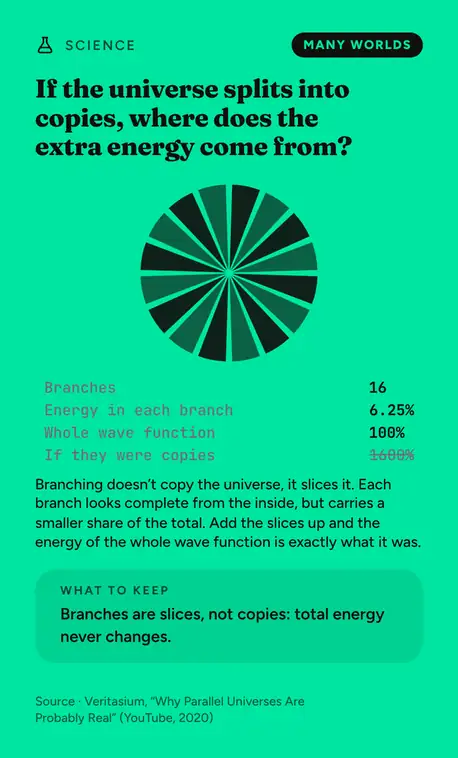 SCIENCE
MANY WORLDS
If the universe splits into
copies, where does the
extra energy come from?
Branches 16
Energy in each branch 6.25%
Whole wave function 100%
If they were copies 1600%
Branching doesn’t copy the universe, it slices it. Each
branch looks complete from the inside, but carries a
smaller share of the total. Add the slices up and the
energy of the whole wave function is exactly what it was.
WHAT TO KEEP
Branches are slices, not copies: total energy
never changes.
Source · Veritasium, “Why Parallel Universes Are
Probably Real” (YouTube, 2020)